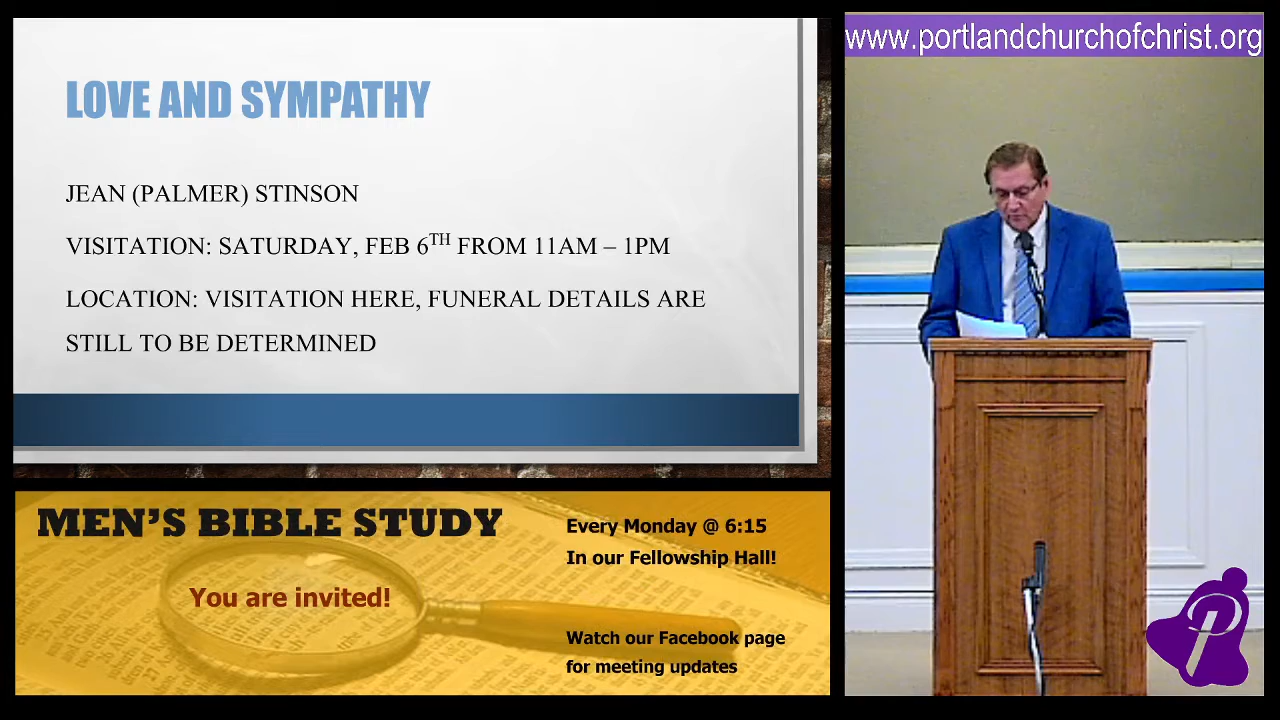 LOVE AND SYMPATHY
JEAN (PALMER) STINSON
VISITATION: SATURDAY, FEB 6TH FROM 11AM – 1PM
LOCATION: VISITATION HERE, FUNERAL DETAILS ARE
STILL TO BE DETERMINED
www.portlandchurchofchrist.org
MEN'S BIBLE STUDY
You are invited!
Every Monday @ 6:15
In our Fellowship Hall!
Watch our Facebook page
for meeting updates